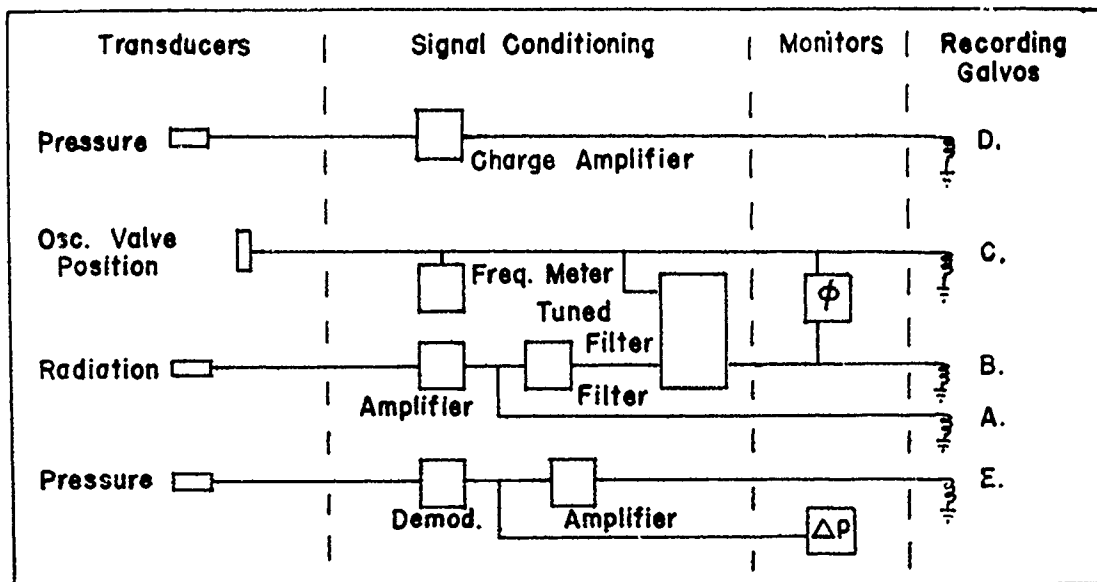 Transducers
Signal Conditioning
Monitors
Recording
Galvos
Pressure
Charge Amplifier
D.
Osc. Valve
Position
Freq. Meter
Tuned
Filter
ϕ
C.
Radiation
Amplifier
Filter
B.
A.
Pressure
Demod.
Amplifier
E.
Δp